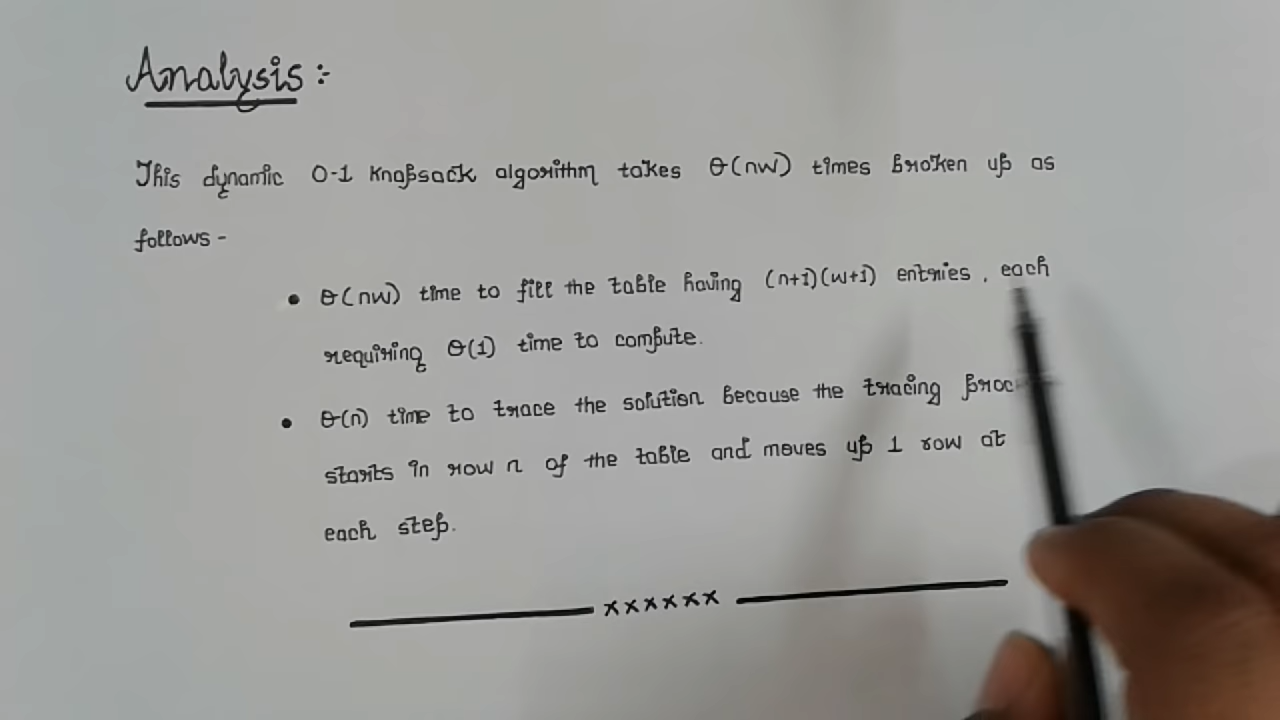 Analysis :-
This dynamic 0-1 Knapsack algorithm takes θ(nw) times broken up as
follows -
• θ(nw) time to fill the table having (n+1)(w+1) entries, each
requiring θ(1) time to compute.
• θ(n) time to trace the solution because the tracing proc
starts in row n of the table and moves up 1 row at
each step.
xxxxxx